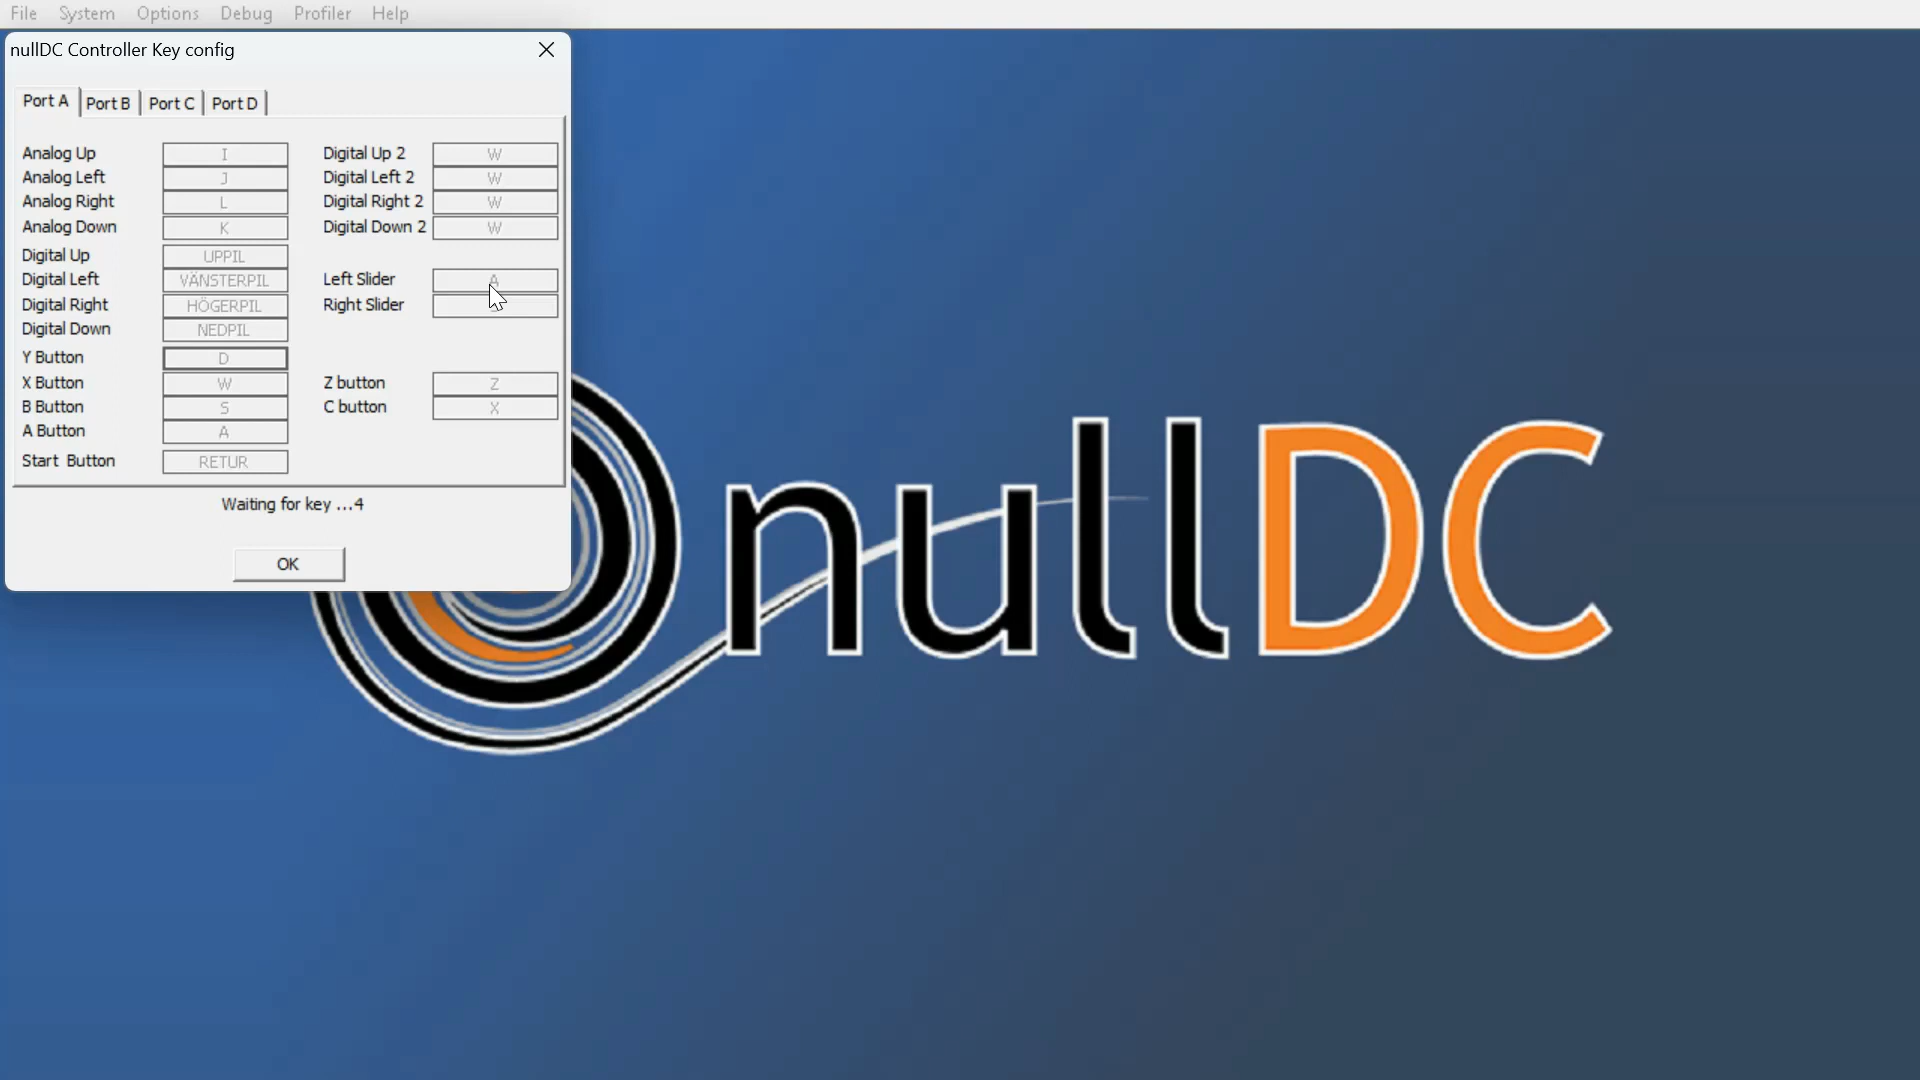 File System Options Debug Profiler Help
nullDC Controller Key config
Port A Port B Port C Port D
Analog Up I Digital Up 2 W
Analog Left J Digital Left 2 W
Analog Right L Digital Right 2 W
Analog Down K Digital Down 2 W
Digital Up UPPIL
Digital Left VÄNSTERPIL Left Slider A
Digital Right HÖGERPIL Right Slider
Digital Down NEDPIL
Y Button D
X Button W Z button Z
B Button S C button X
A Button A
Start Button RETUR
Waiting for key ...4
OK
nullDC